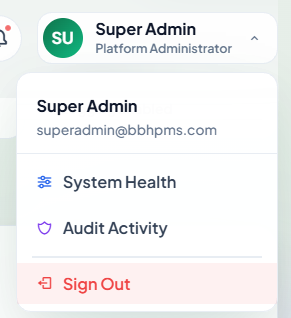 SU
Super Admin
Platform Administrator
Super Admin
superadmin@bbhpms.com
System Health
Audit Activity
Sign Out